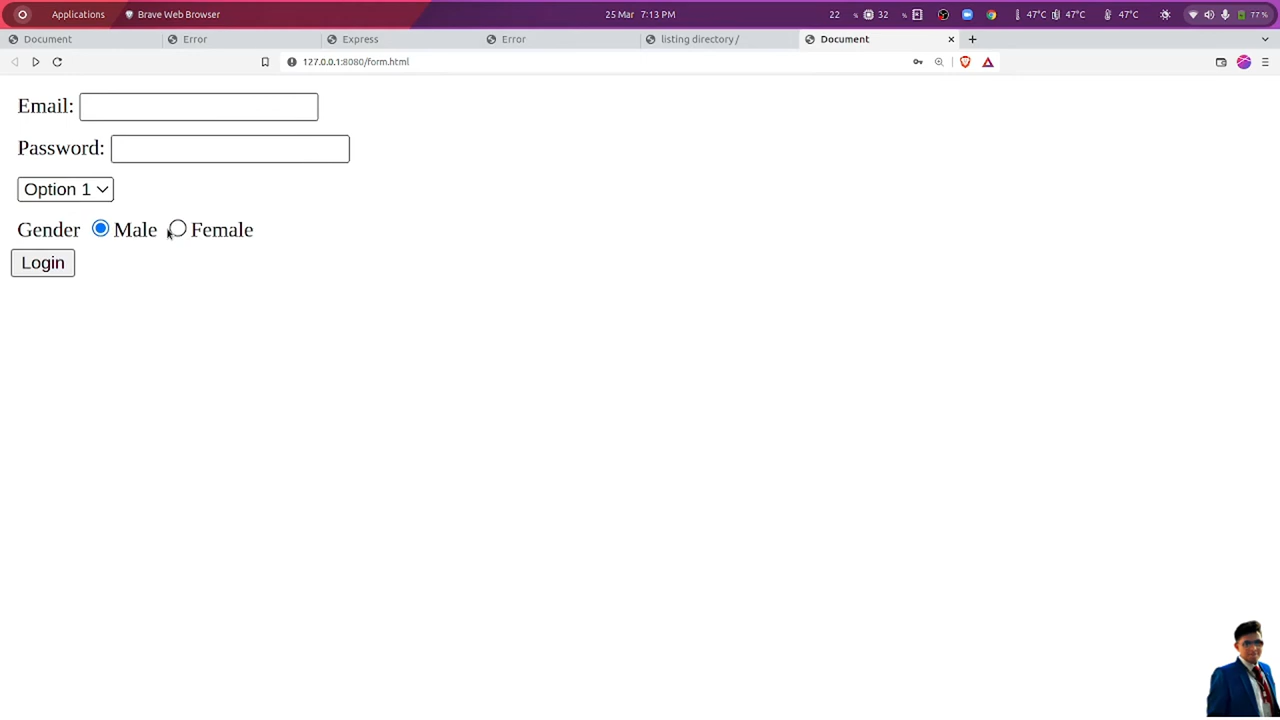 Applications Brave Web Browser 25 Mar 7:13 PM 22 % 32 % 47°C 47°C 47°C 77 %
Document Error Express Error listing directory / Document
127.0.0.1:8080/form.html
Email:
Password:
Option 1
Gender Male Female
Login